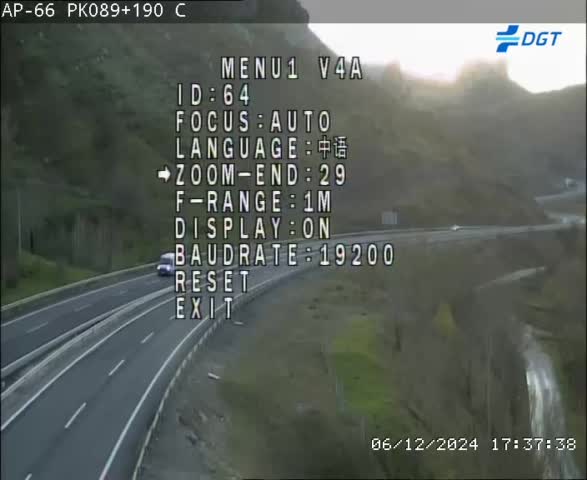 AP-66 PK089+190 C
DGT
MENU1 V4A
ID:64
FOCUS:AUTO
LANGUAGE:中语
ZOOM-END:29
F-RANGE:1M
DISPLAY:ON
BAUDRATE:19200
RESET
EXIT
06/12/2024 17:37:38